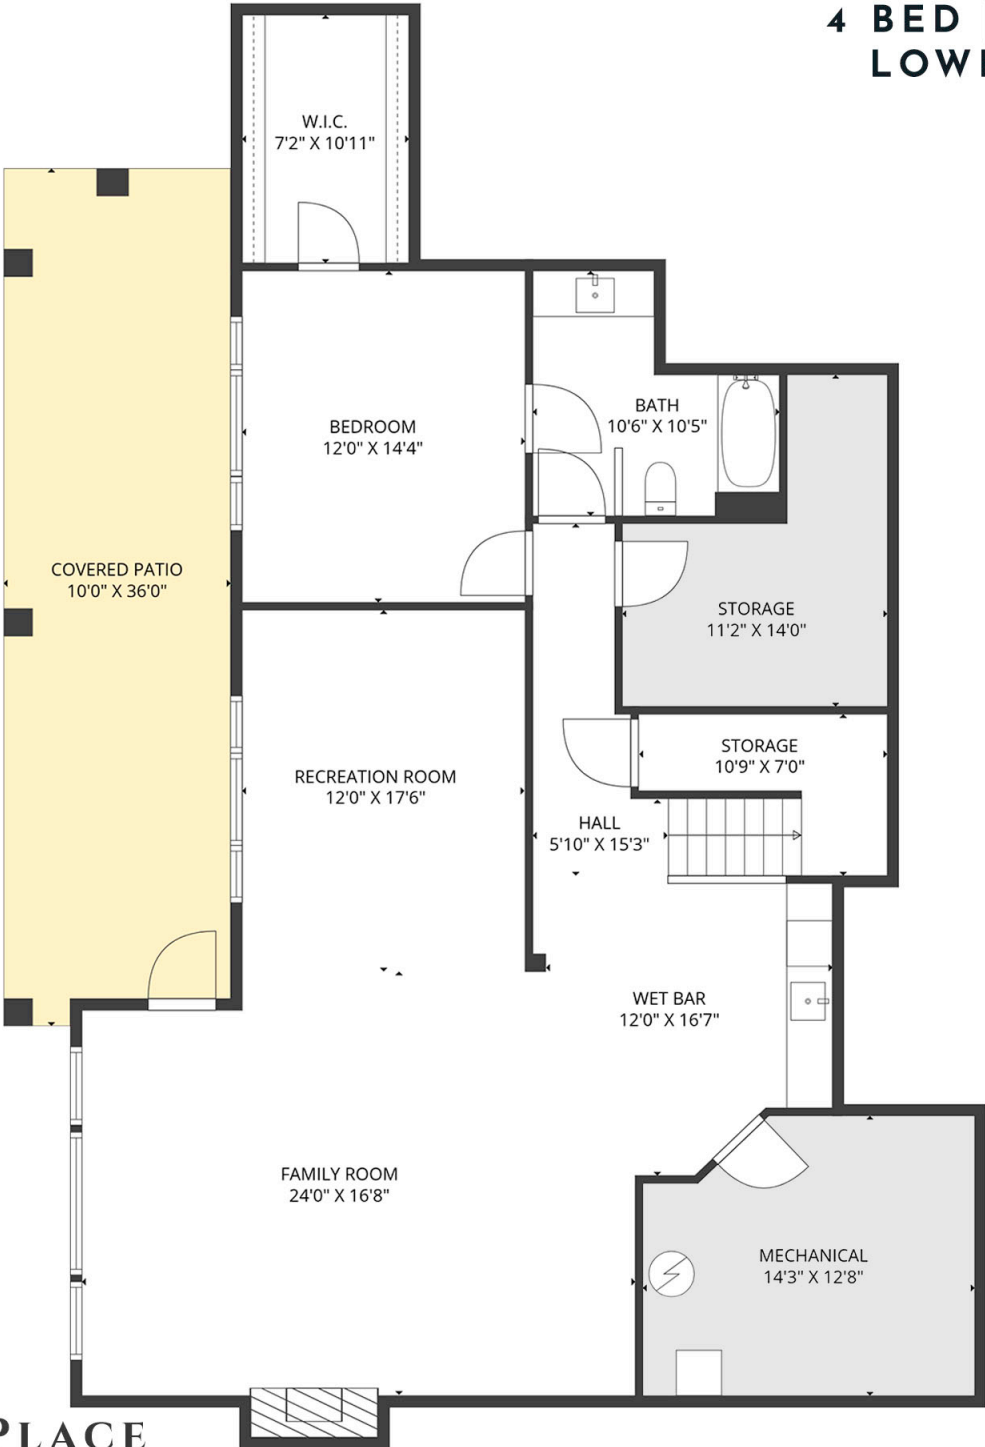 4 BED
LOWE
W.I.C.
7'2" X 10'11"
BEDROOM
12'0" X 14'4"
BATH
10'6" X 10'5"
COVERED PATIO
10'0" X 36'0"
STORAGE
11'2" X 14'0"
STORAGE
10'9" X 7'0"
RECREATION ROOM
12'0" X 17'6"
HALL
5'10" X 15'3"
WET BAR
12'0" X 16'7"
FAMILY ROOM
24'0" X 16'8"
MECHANICAL
14'3" X 12'8"
PLACE